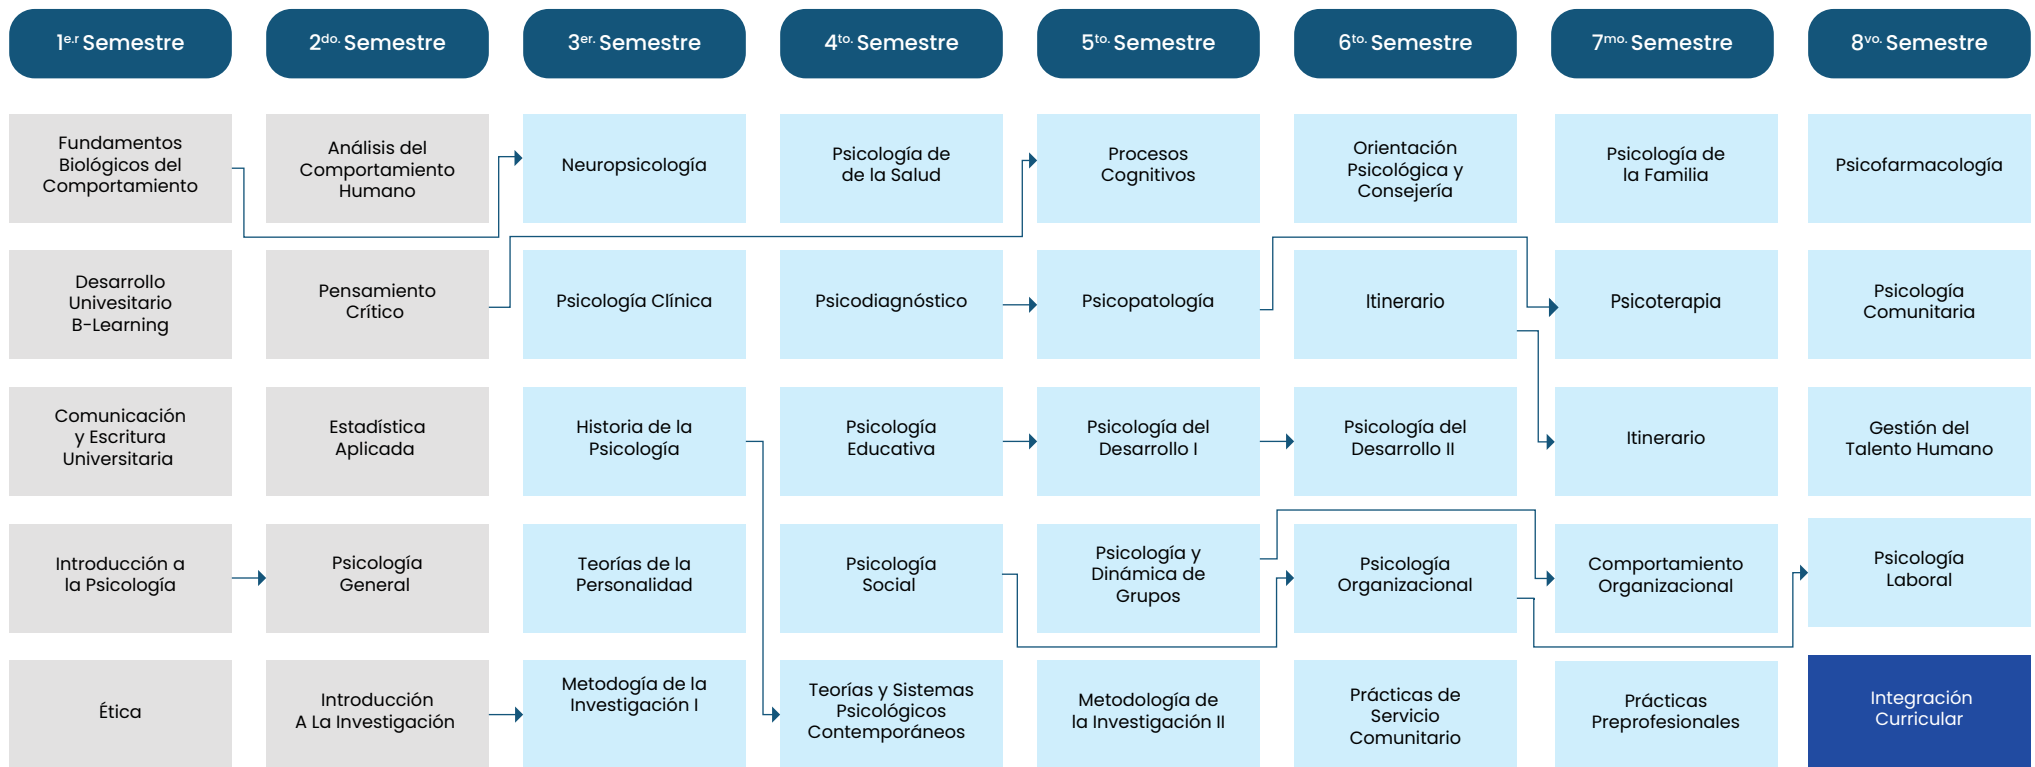 1e.r Semestre
2do. Semestre
3er. Semestre
4to. Semestre
5to. Semestre
6to. Semestre
7mo. Semestre
8vo. Semestre
Fundamentos
Biológicos del
Comportamiento
Análisis del
Comportamiento
Humano
Neuropsicología
Psicología de
de la Salud
Procesos
Cognitivos
Orientación
Psicológica y
Consejería
Psicología de
la Familia
Psicofarmacología
Desarrollo
Univesitario
B-Learning
Pensamiento
Crítico
Psicología Clínica
Psicodiagnóstico
Psicopatología
Itinerario
Psicoterapia
Psicología
Comunitaria
Comunicación
y Escritura
Universitaria
Estadística
Aplicada
Historia de la
Psicología
Psicología
Educativa
Psicología del
Desarrollo I
Psicología del
Desarrollo II
Itinerario
Gestión del
Talento Humano
Introducción a
la Psicología
Psicología
General
Teorías de la
Personalidad
Psicología
Social
Psicología y
Dinámica de
Grupos
Psicología
Organizacional
Comportamiento
Organizacional
Psicología
Laboral
Ética
Introducción
A La Investigación
Metodogía de la
Investigación I
Teorías y Sistemas
Psicológicos
Contemporáneos
Metodología de
la Investigación II
Prácticas de
Servicio
Comunitario
Prácticas
Preprofesionales
Integración
Curricular